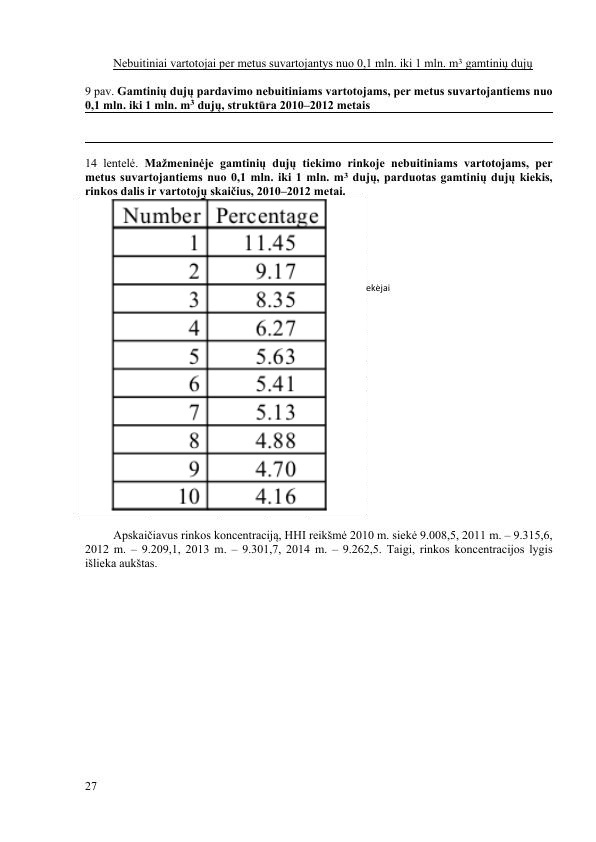 Nebuitiniai vartotojai per metus suvartojantys nuo 0,1 mln. iki 1 mln. m³ gamtinių dujų
9 pav. Gamtinių dujų pardavimo nebuitiniams vartotojams, per metus suvartojantiems nuo
0,1 mln. iki 1 mln. m³ dujų, struktūra 2010–2012 metais
14 lentelė. Mažmeninėje gamtinių dujų tiekimo rinkoje nebuitiniams vartotojams, per
metus suvartojantiems nuo 0,1 mln. iki 1 mln. m³ dujų, parduotas gamtinių dujų kiekis,
rinkos dalis ir vartotojų skaičius, 2010–2012 metai.
Number Percentage
1 11.45
2 9.17
ekėjai
3 8.35
4 6.27
5 5.63
6 5.41
7 5.13
8 4.88
9 4.70
10 4.16
Apskaičiavus rinkos koncentraciją, HHI reikšmė 2010 m. siekė 9.008,5, 2011 m. – 9.315,6,
2012 m. – 9.209,1, 2013 m. – 9.301,7, 2014 m. – 9.262,5. Taigi, rinkos koncentracijos lygis
išlieka aukštas.
27